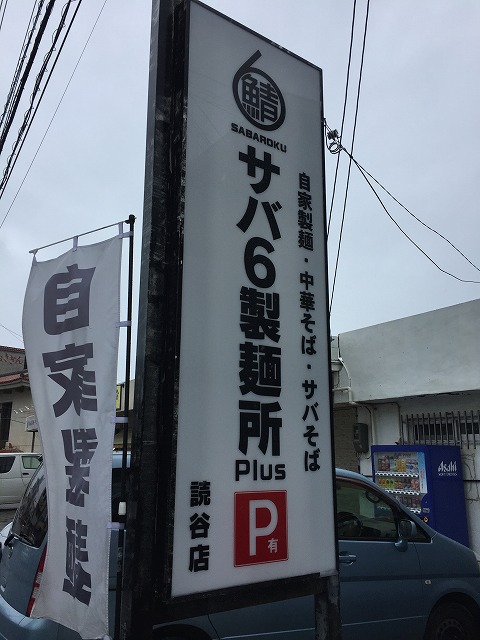 鯖
SABAROKU
自家製麺・中華そば・サバそば
サバ6製麺所
Plus
読谷店
P
有
自家製麺
Asahi